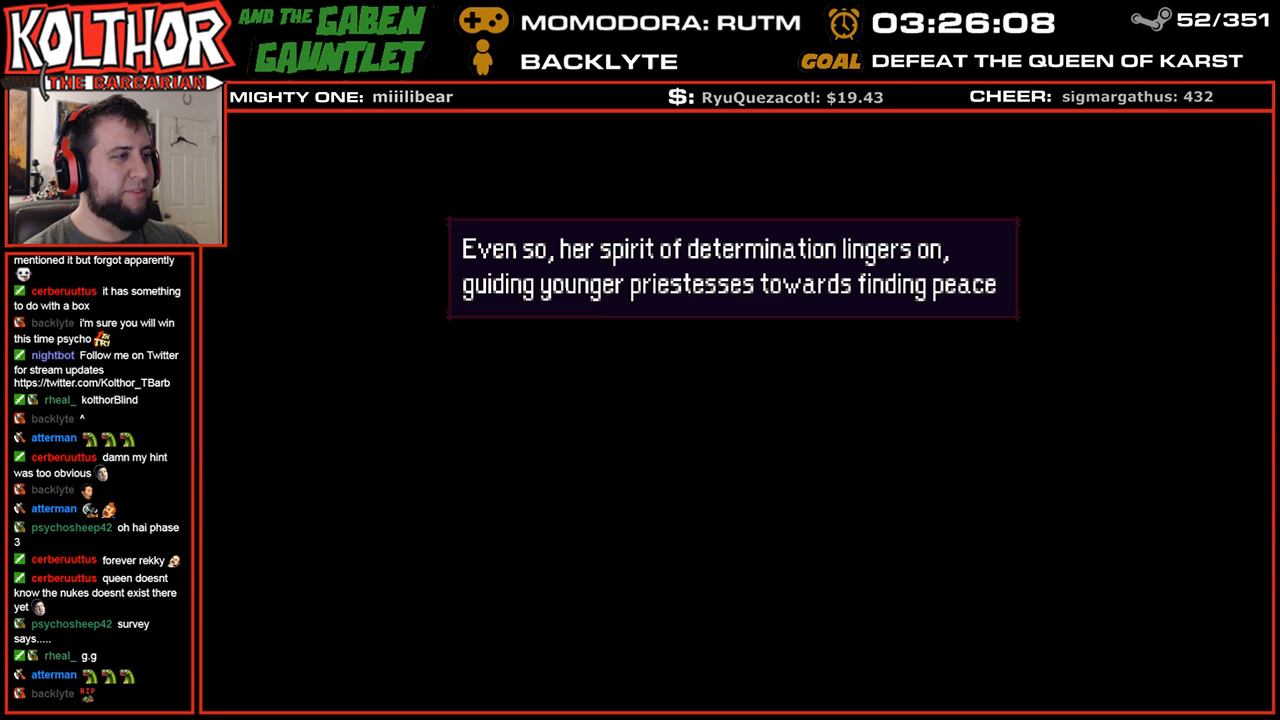 KOLTHOR
THE BARBARIAN
AND THE GABEN
GAUNTLET
MOMODORA: RUTM
03:26:08
52/351
BACKLYTE
GOAL DEFEAT THE QUEEN OF KARST
MIGHTY ONE: miiilibear
$: RyuQuezacotl: $19.43
CHEER: sigmargathus: 432
Even so, her spirit of determination lingers on,
guiding younger priestesses towards finding peace
mentioned it but forgot apparently
cerberuuttus it has something
to do with a box
backlyte i'm sure you will win
this time psycho
nightbot Follow me on Twitter
for stream updates
https://twitter.com/Kolthor_TBarb
rheal_ kolthorBlind
backlyte ^
atterman
cerberuuttus damn my hint
was too obvious
backlyte
atterman
psychosheep42 oh hai phase
3
cerberuuttus forever rekky
cerberuuttus queen doesnt
know the nukes doesnt exist there
yet
psychosheep42 survey
says.....
rheal_ g.g
atterman
backlyte RIP